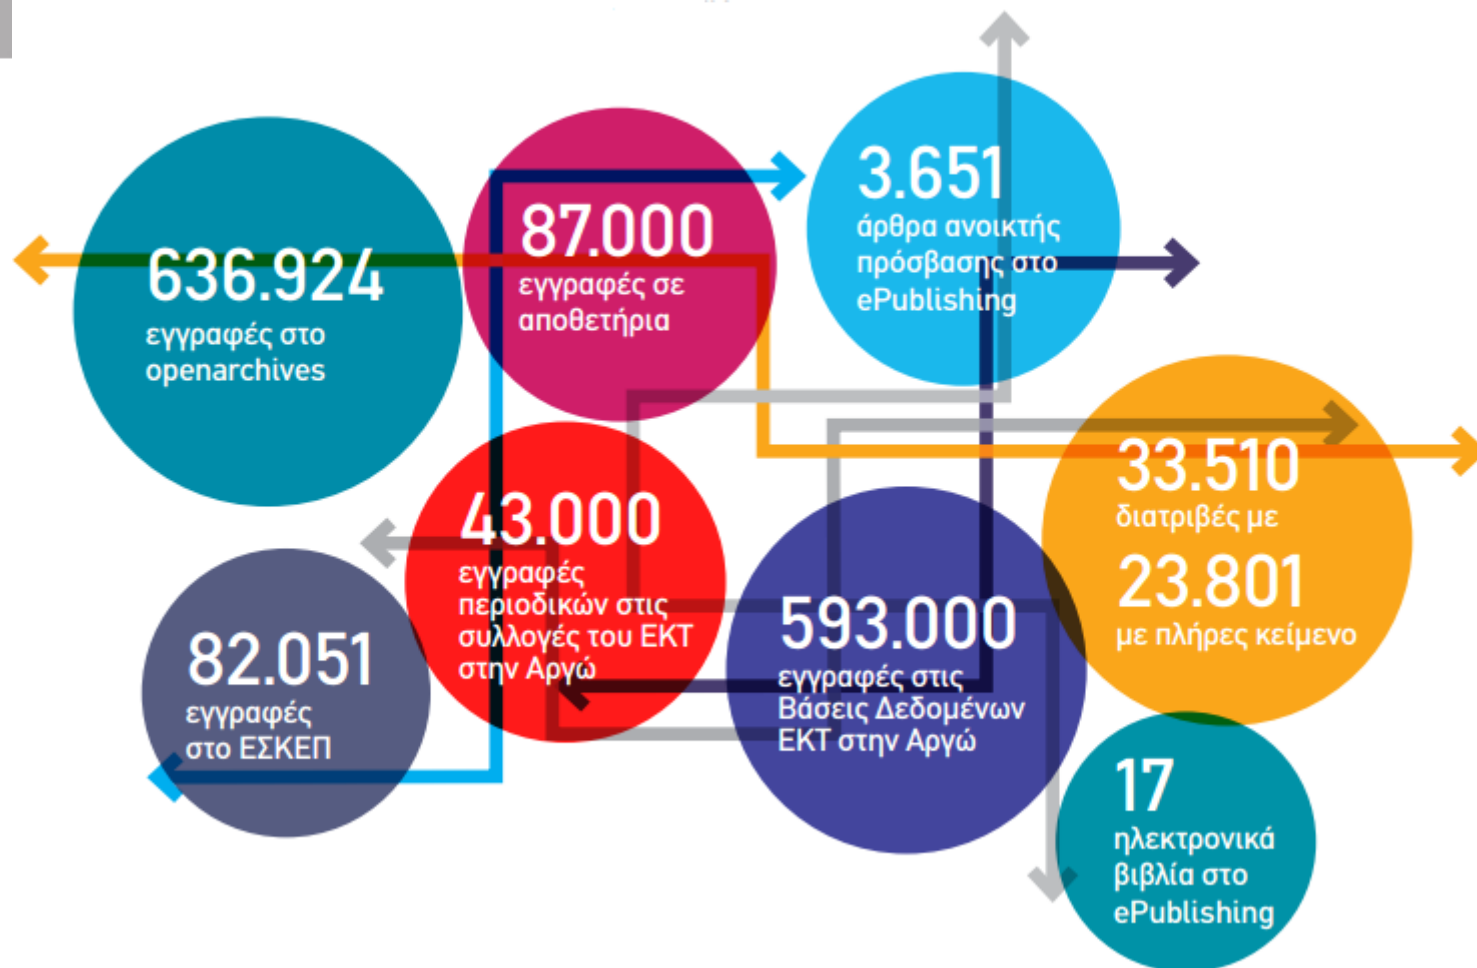 636.924
εγγραφές στο
openarchives
87.000
εγγραφές σε
αποθετήρια
3.651
άρθρα ανοικτής
πρόσβασης στο
ePublishing
43.000
εγγραφές
περιοδικών στις
συλλογές του ΕΚΤ
στην Αργώ
33.510
διατριβές με
23.801
με πλήρες κείμενο
82.051
εγγραφές
στο ΕΣΚΕΠ
593.000
εγγραφές στις
Βάσεις Δεδομένων
ΕΚΤ στην Αργώ
17
ηλεκτρονικά
βιβλία στο
ePublishing